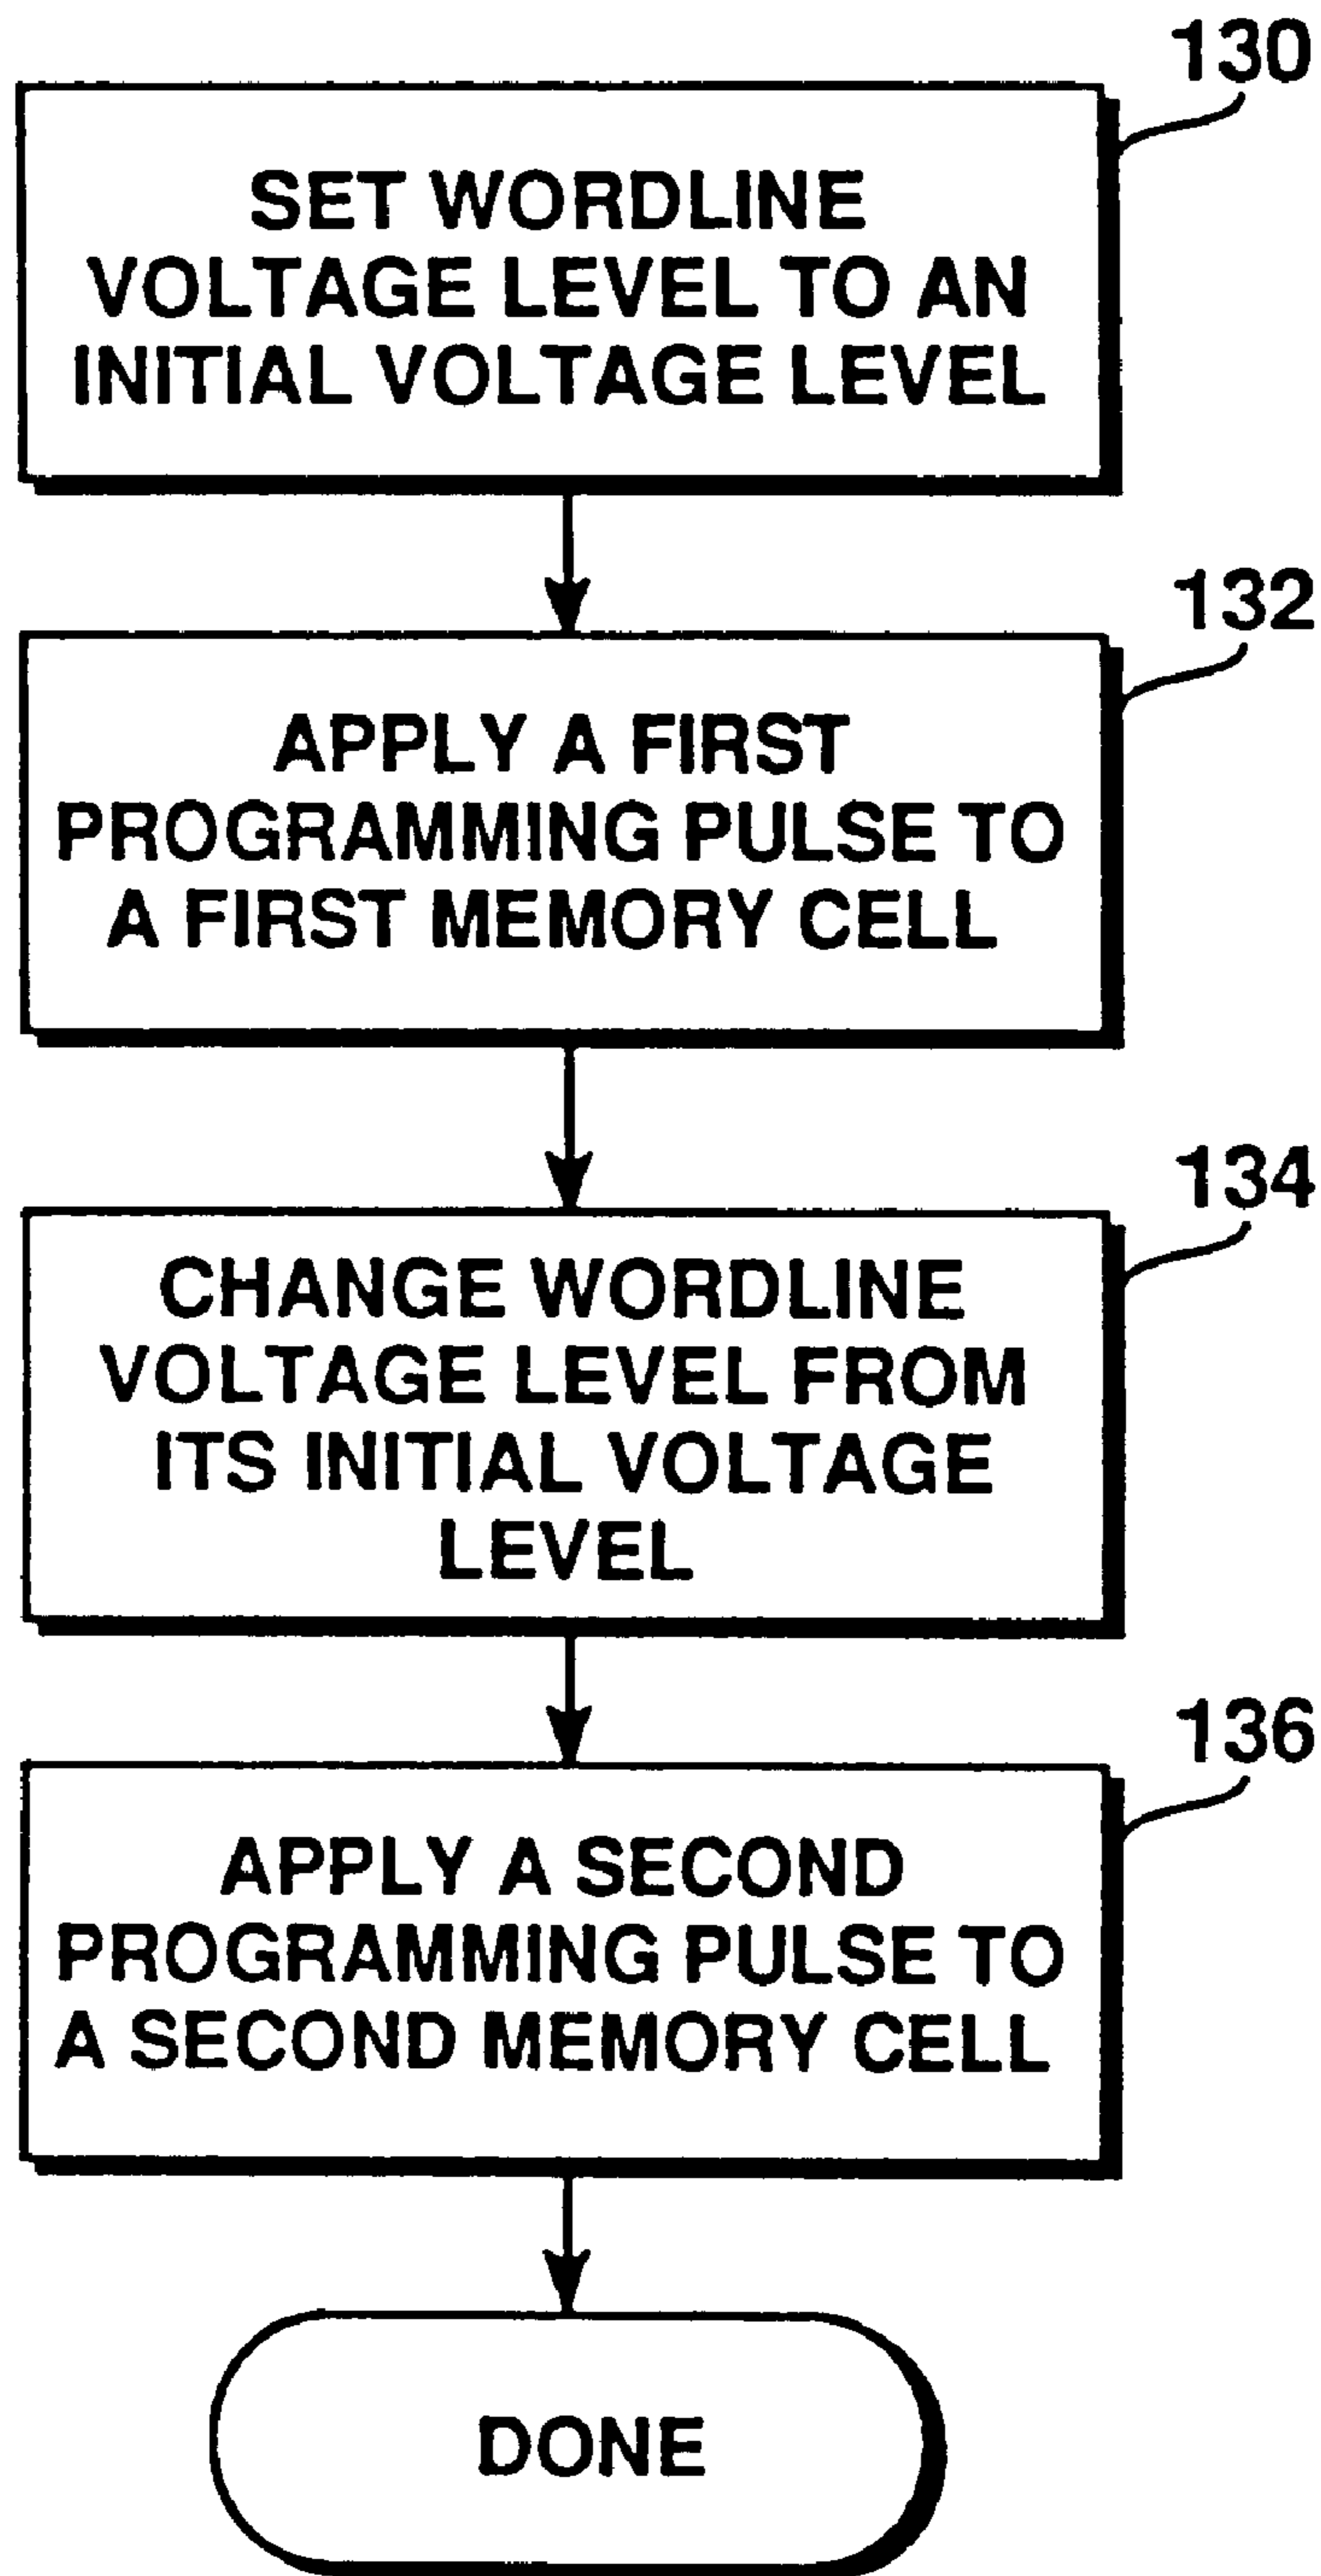 130
SET WORDLINE
VOLTAGE LEVEL TO AN
INITIAL VOLTAGE LEVEL
132
APPLY A FIRST
PROGRAMMING PULSE TO
A FIRST MEMORY CELL
134
CHANGE WORDLINE
VOLTAGE LEVEL FROM
ITS INITIAL VOLTAGE
LEVEL
136
APPLY A SECOND
PROGRAMMING PULSE TO
A SECOND MEMORY CELL
DONE